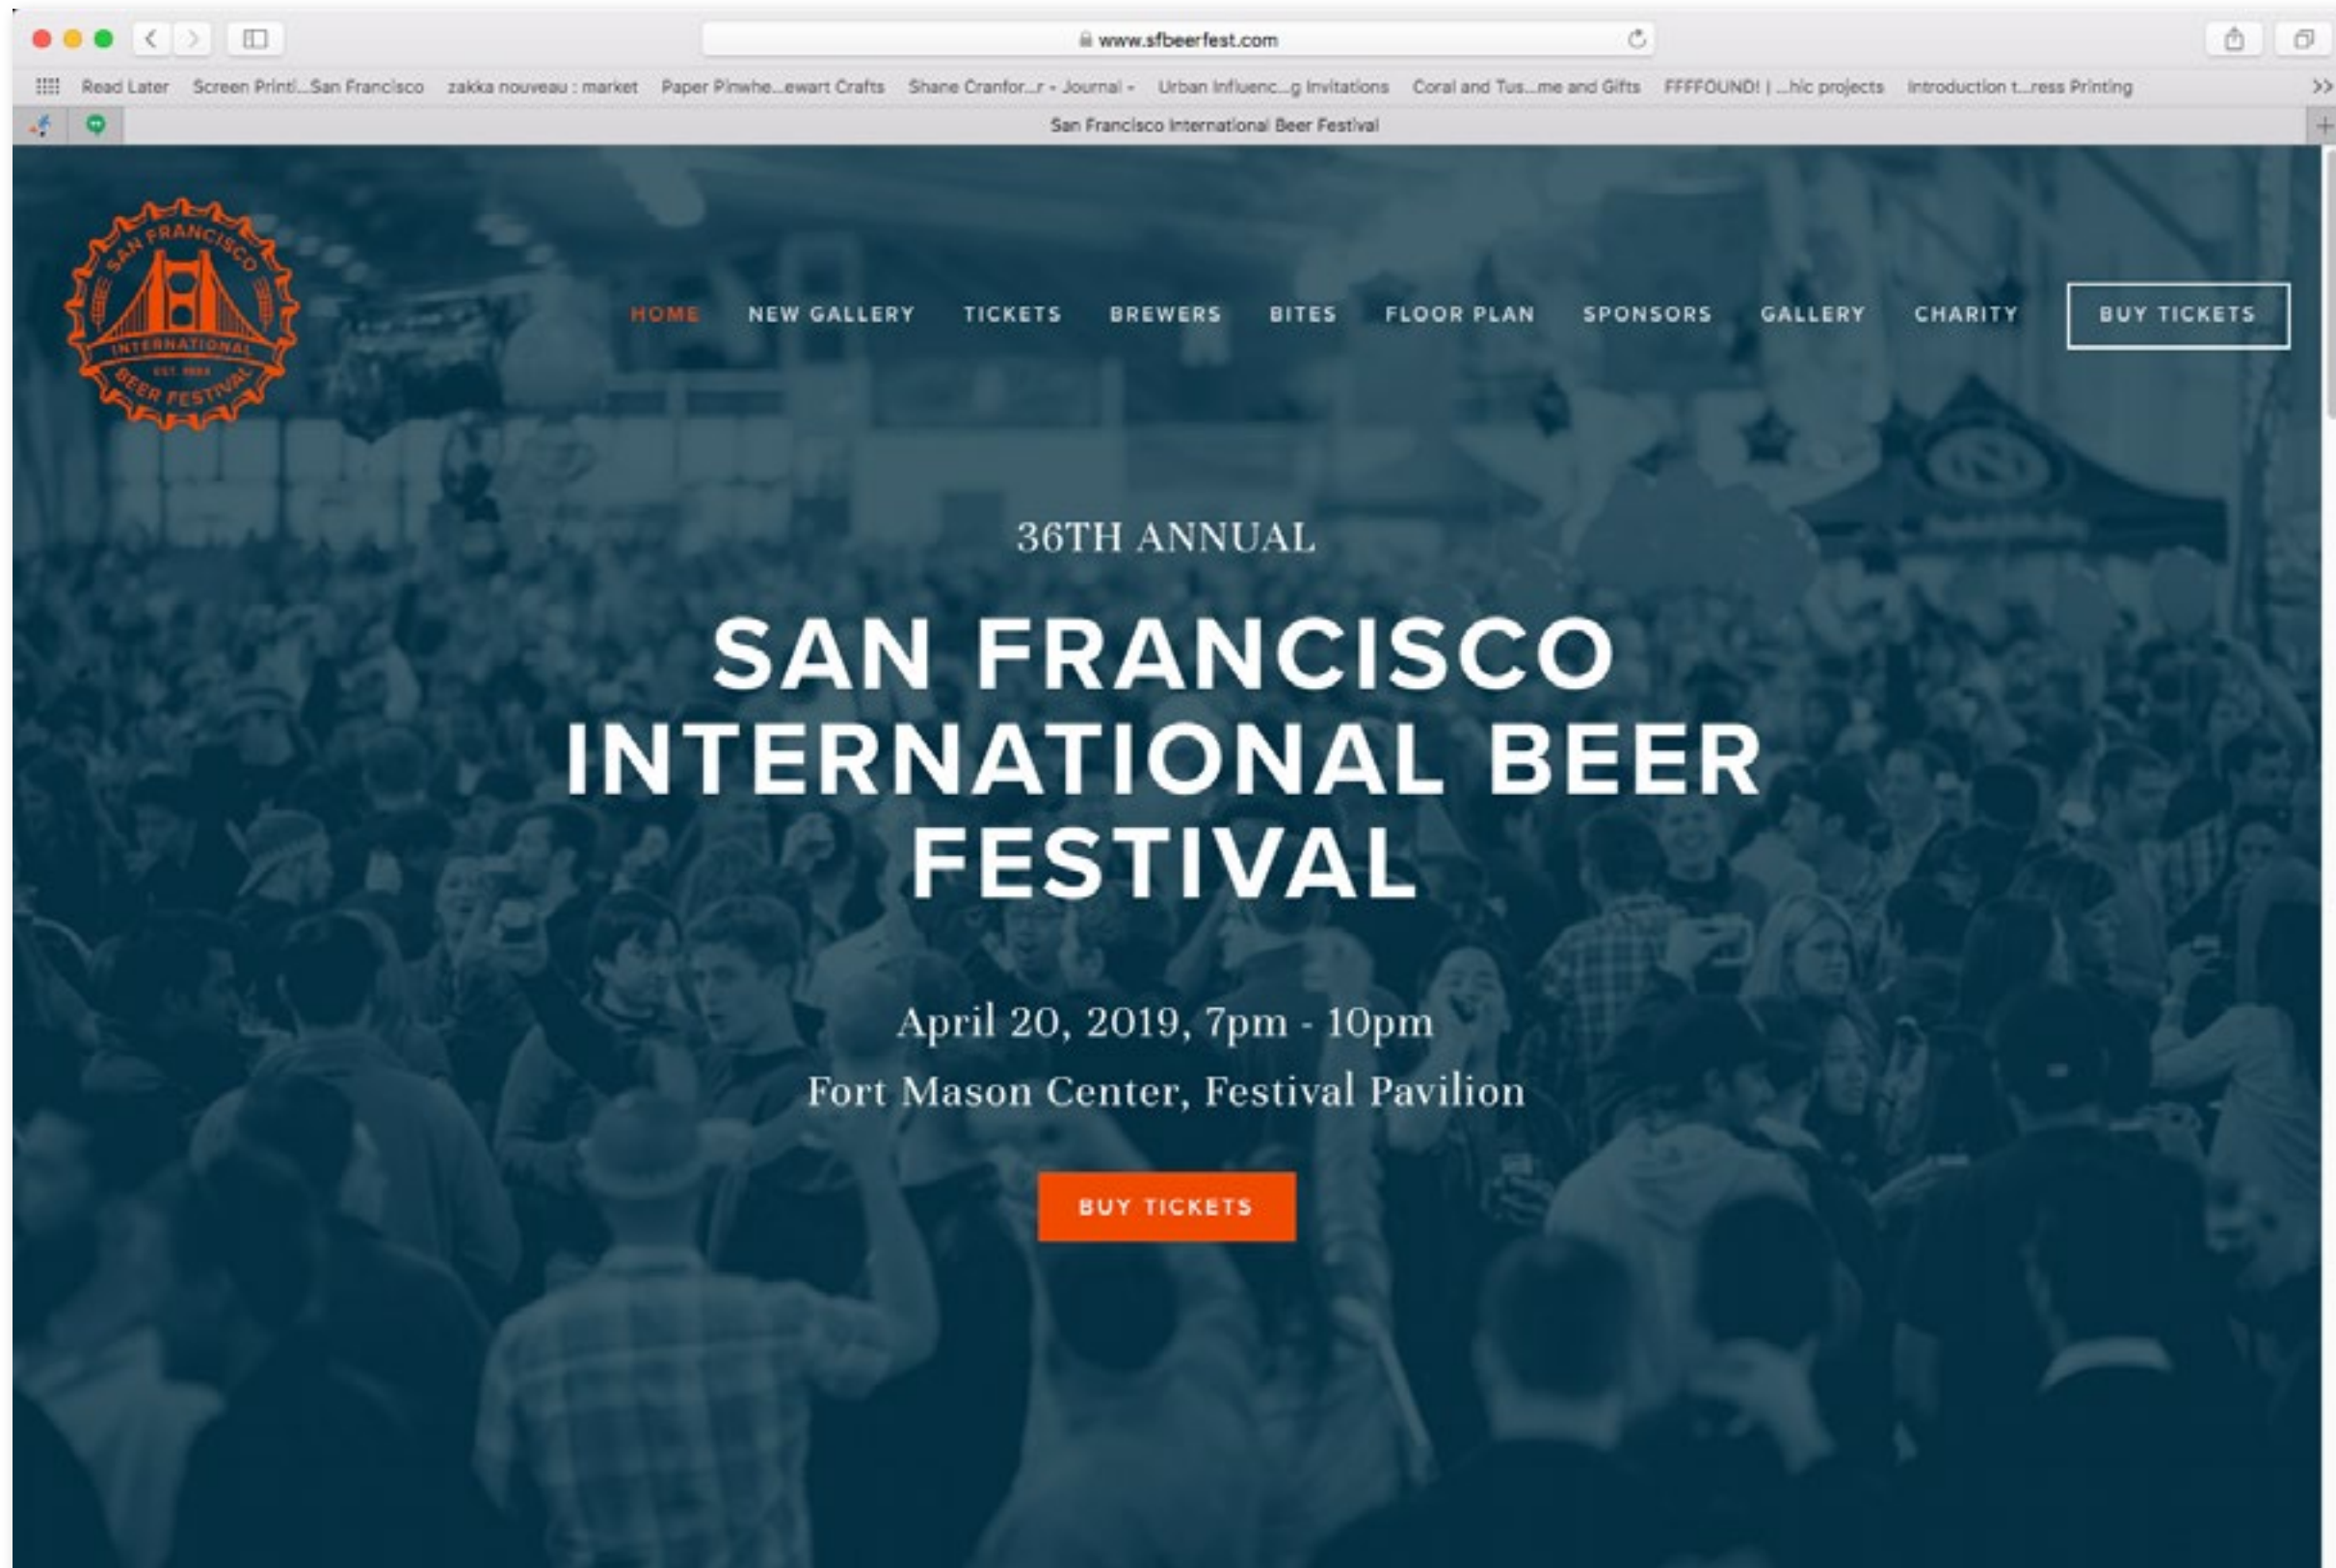 www.sfbeerfest.com
Read Later Screen Printi...San Francisco zakka nouveau : market Paper Pinwhe...ewart Crafts Shane Cranfor...r - Journal - Urban Influenc...g Invitations Coral and Tus...me and Gifts FFFFOUND! | ...hic projects Introduction t...ress Printing >>
San Francisco International Beer Festival
SAN FRANCISCO
INTERNATIONAL
BEER FESTIVAL
HOME NEW GALLERY TICKETS BREWERS BITES FLOOR PLAN SPONSORS GALLERY CHARITY BUY TICKETS
36TH ANNUAL
SAN FRANCISCO
INTERNATIONAL BEER
FESTIVAL
April 20, 2019, 7pm - 10pm
Fort Mason Center, Festival Pavilion
BUY TICKETS